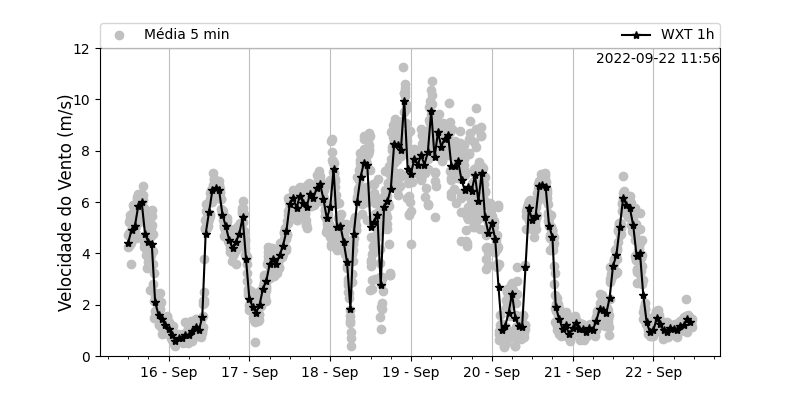 Média 5 min
WXT 1h
2022-09-22 11:56
Velocidade do Vento (m/s)
12
10
8
6
4
2
0
16 - Sep
17 - Sep
18 - Sep
19 - Sep
20 - Sep
21 - Sep
22 - Sep